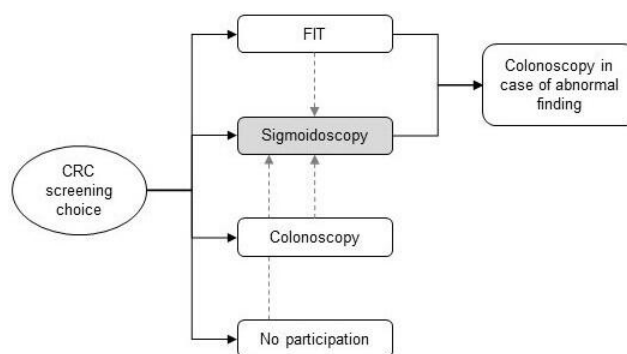 FIT
Colonoscopy in
case of abnormal
finding
Sigmoidoscopy
CRC
screening
choice
Colonoscopy
No participation